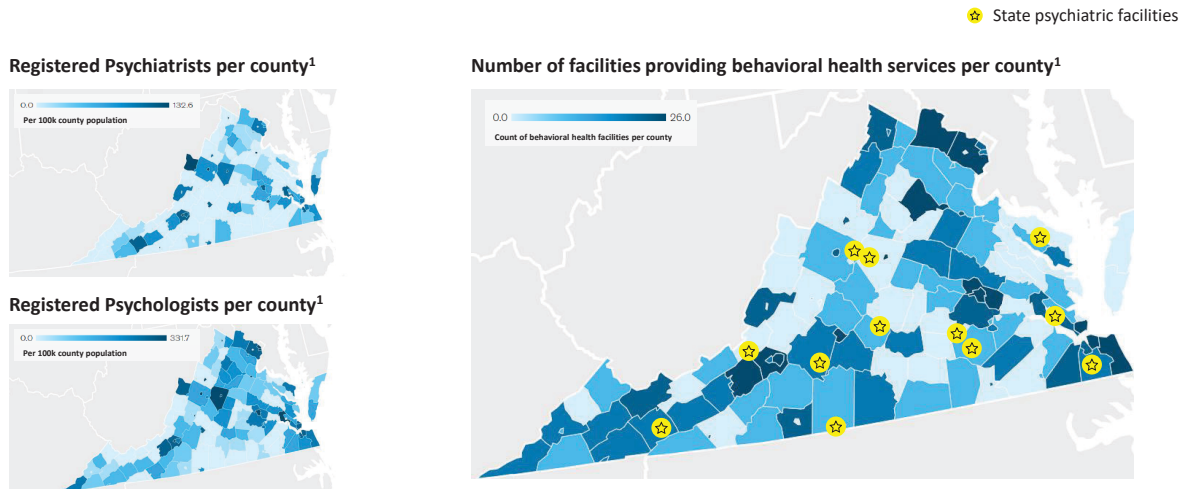 State psychiatric facilities
Registered Psychiatrists per county1
0.0 132.6
Per 100k county population
Registered Psychologists per county1
0.0 331.7
Per 100k county population
Number of facilities providing behavioral health services per county1
0.0 26.0
Count of behavioral health facilities per county